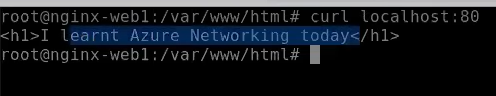 root@nginx-web1:/var/www/html# curl localhost:80
<h1>I learnt Azure Networking today</h1>
root@nginx-web1:/var/www/html#